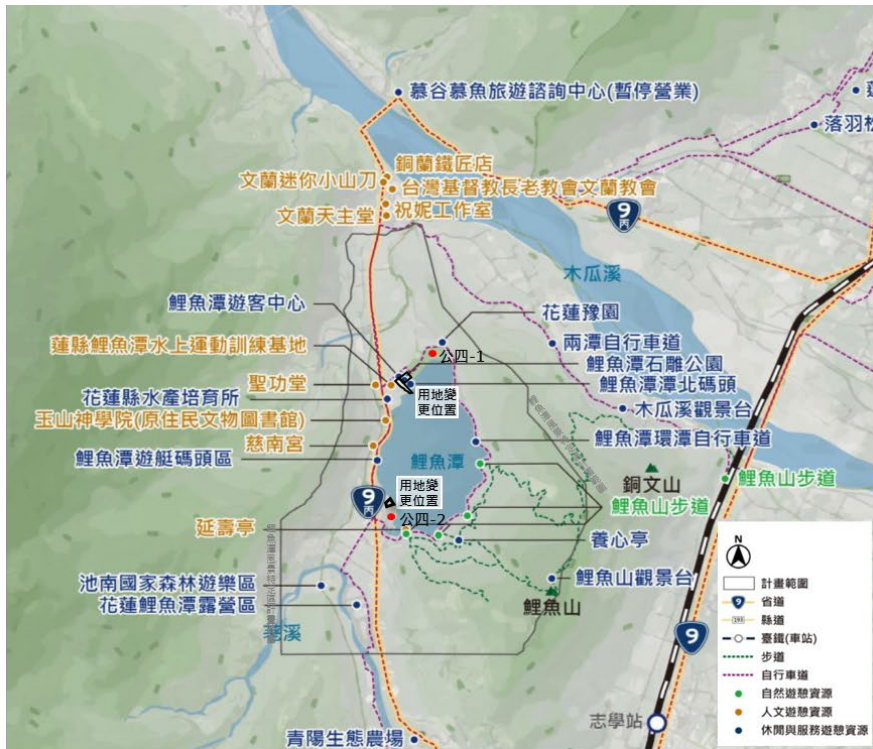 慕谷慕魚旅遊諮詢中心(暫停營業)
落羽松
銅蘭鐵匠店
文蘭迷你小山刀
台灣基督教長老教會文蘭教會
祝妮工作室
文蘭天主堂
9丙
木瓜溪
鯉魚潭遊客中心
花蓮豫園
蓮縣鯉魚潭水上運動訓練基地
公四-1
兩潭自行車道
鯉魚潭石雕公園
聖功堂
用地變
更位置
鯉魚潭潭北碼頭
花蓮縣水產培育所
木瓜溪觀景台
玉山神學院(原住民文物圖書館)
慈南宮
鯉魚潭環潭自行車道
鯉魚潭遊艇碼頭區
鯉魚潭
銅文山
鯉魚山步道
用地變
更位置
9丙
鯉魚山步道
公四-2
延壽亭
養心亭
池南國家森林遊樂區
鯉魚山觀景台
花蓮鯉魚潭露營區
鯉魚山
荖溪
9
志學站
青陽生態農場
N
計畫範圍
9 省道
193 縣道
臺鐵(車站)
步道
自行車道
自然遊憩資源
人文遊憩資源
休閒與服務遊憩資源